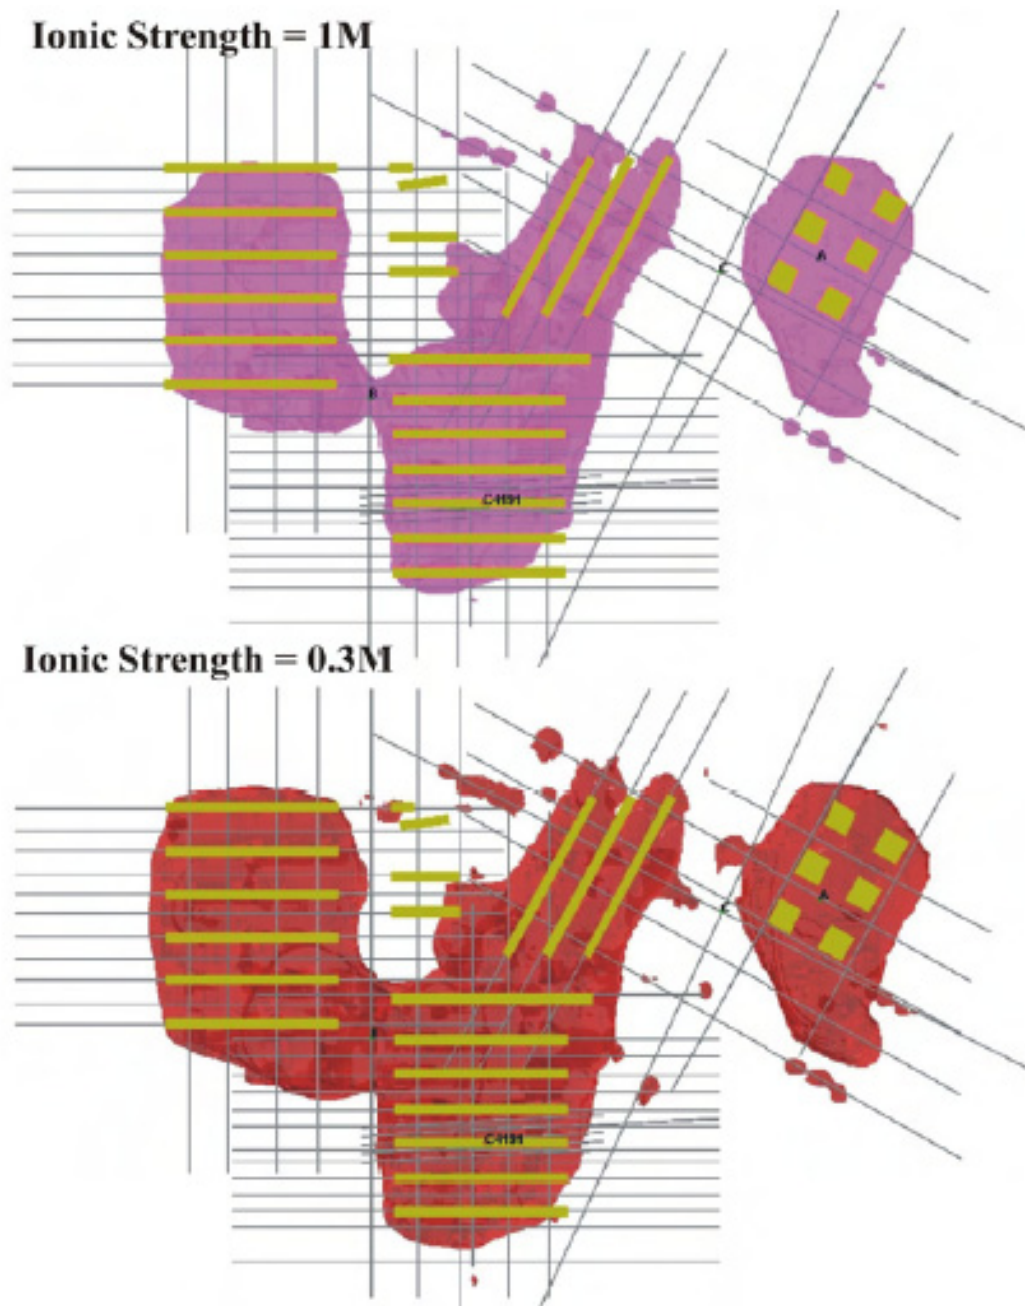 Ionic Strength = 1M
A
C
B
Ionic Strength = 0.3M
C